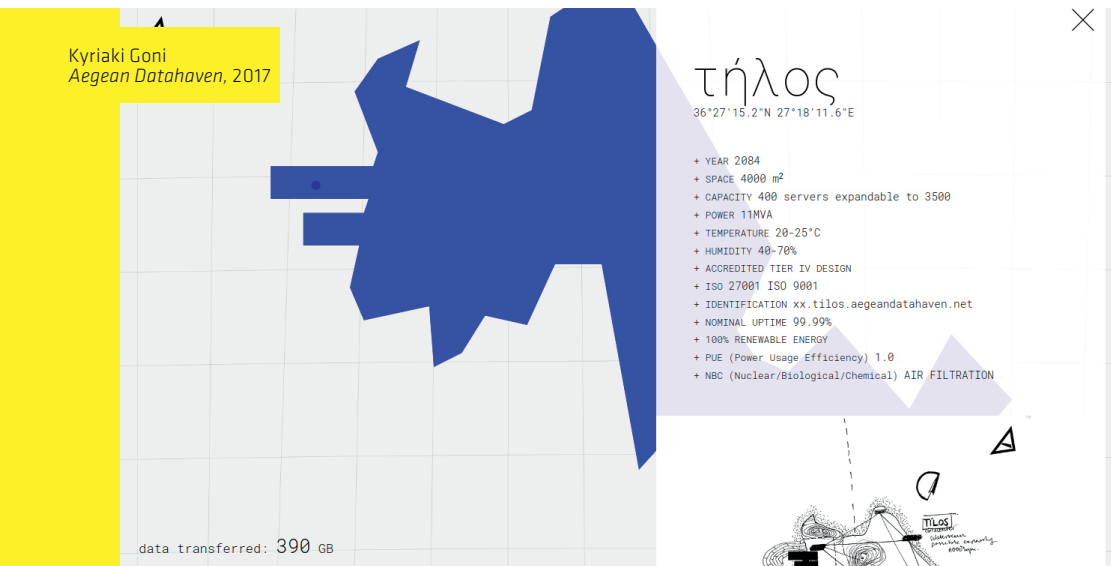 Kyriaki Goni
Aegean Datahaven, 2017
τήλος
36°27'15.2"N 27°18'11.6"E
+ YEAR 2084
+ SPACE 4000 m²
+ CAPACITY 400 servers expandable to 3500
+ POWER 11MVA
+ TEMPERATURE 20-25°C
+ HUMIDITY 40-70%
+ ACCREDITED TIER IV DESIGN
+ ISO 27001 ISO 9001
+ IDENTIFICATION xx.tilos.aegeandatahaven.net
+ NOMINAL UPTIME 99.99%
+ 100% RENEWABLE ENERGY
+ PUE (Power Usage Efficiency) 1.0
+ NBC (Nuclear/Biological/Chemical) AIR FILTRATION
TiLOS
possible capacity
data transferred: 390 GB